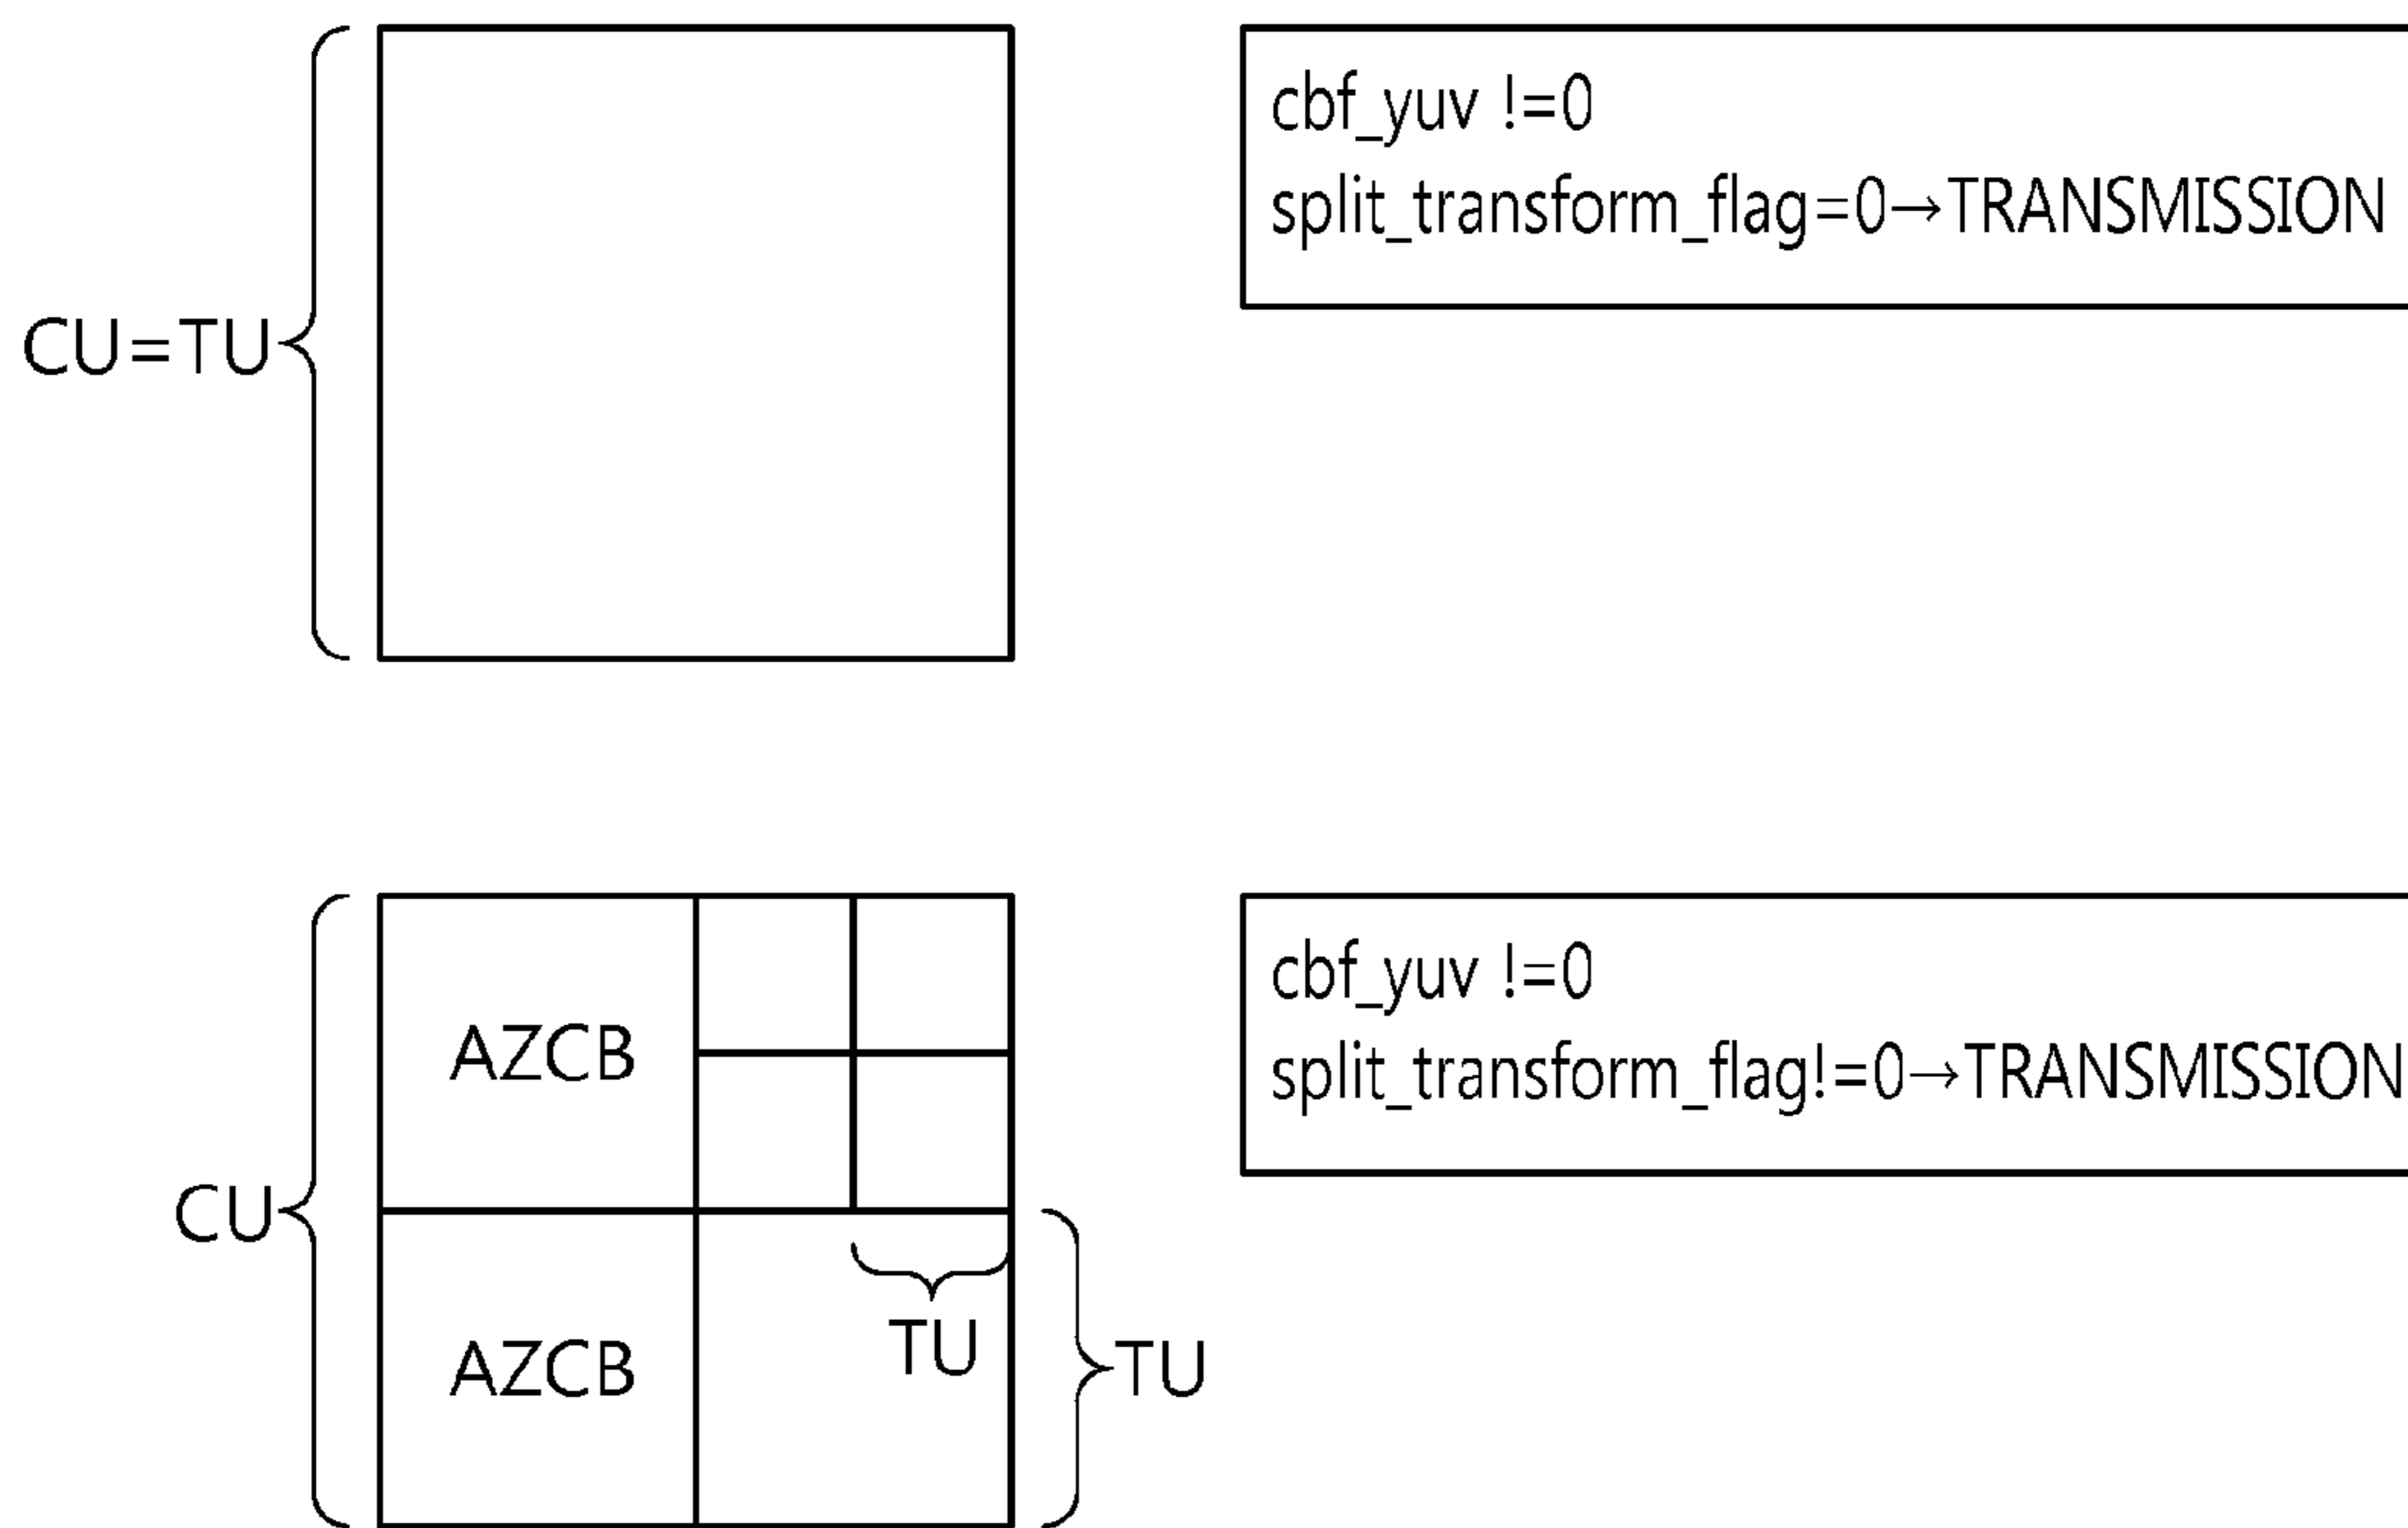 cbf_yuv !=0
split_transform_flag=0→TRANSMISSION
CU=TU
cbf_yuv !=0
split_transform_flag!=0→TRANSMISSION
AZCB
CU
TU
AZCB
TU